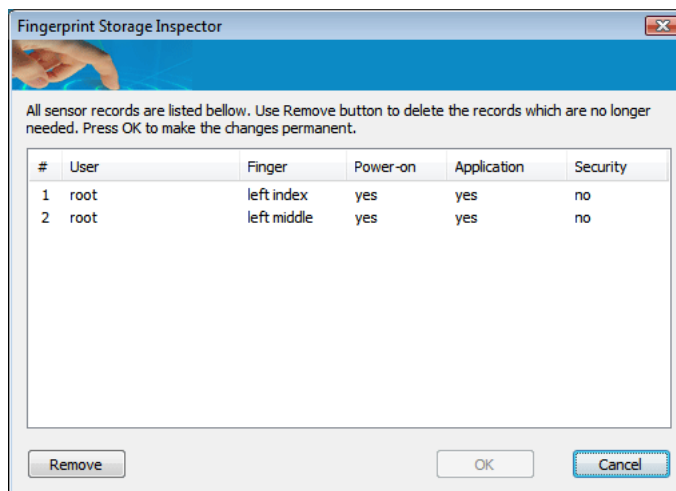 Fingerprint Storage Inspector
All sensor records are listed bellow. Use Remove button to delete the records which are no longer
needed. Press OK to make the changes permanent.
# User Finger Power-on Application Security
1 root left index yes yes no
2 root left middle yes yes no
Remove OK Cancel